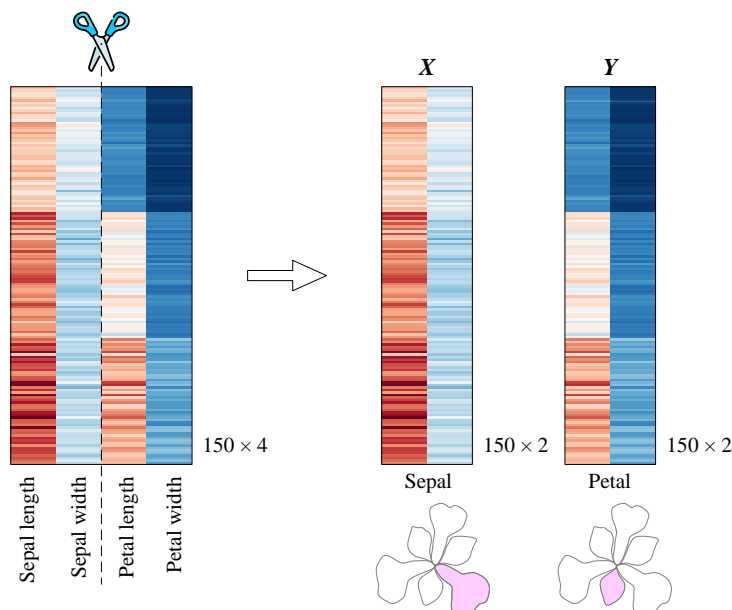 X
Y
150 × 4
150 × 2
150 × 2
Sepal length
Sepal width
Petal length
Petal width
Sepal
Petal